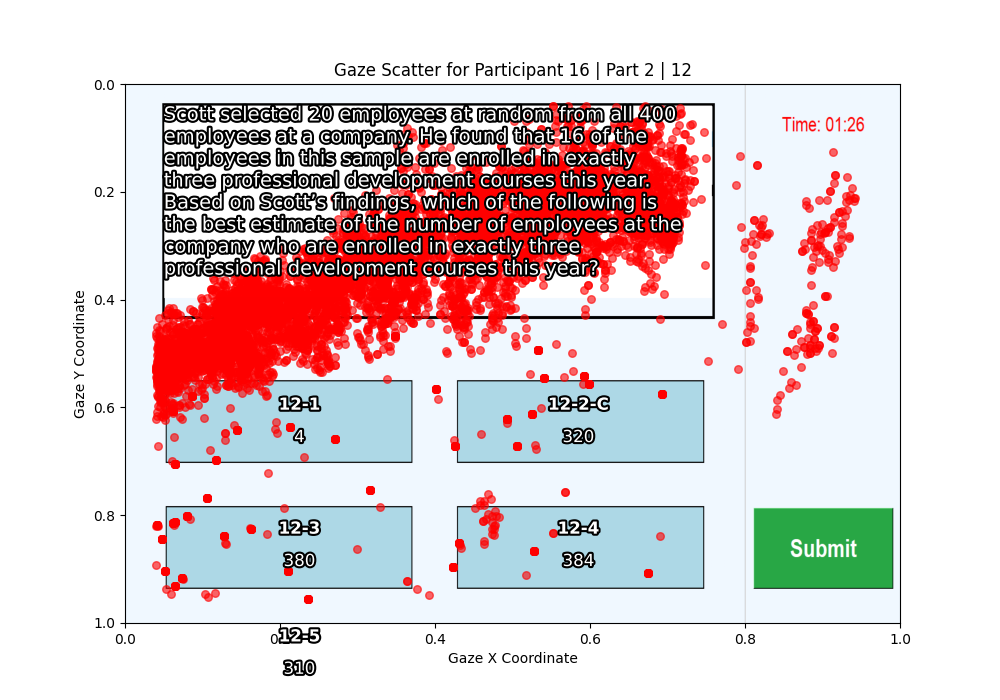 Gaze Scatter for Participant 16 | Part 2 | 12
Scott selected 20 employees at random from all 400
employees at a company. He found that 16 of the
employees in this sample are enrolled in exactly
three professional development courses this year.
Based on Scott's findings, which of the following is
the best estimate of the number of employees at the
company who are enrolled in exactly three
professional development courses this year?
Time: 01:26
12-1
4
12-2-C
320
12-3
380
12-4
384
Submit
12-5
310
0.0
0.2
0.4
0.6
0.8
1.0
Gaze Y Coordinate
0.0
0.4
0.6
0.8
1.0
Gaze X Coordinate